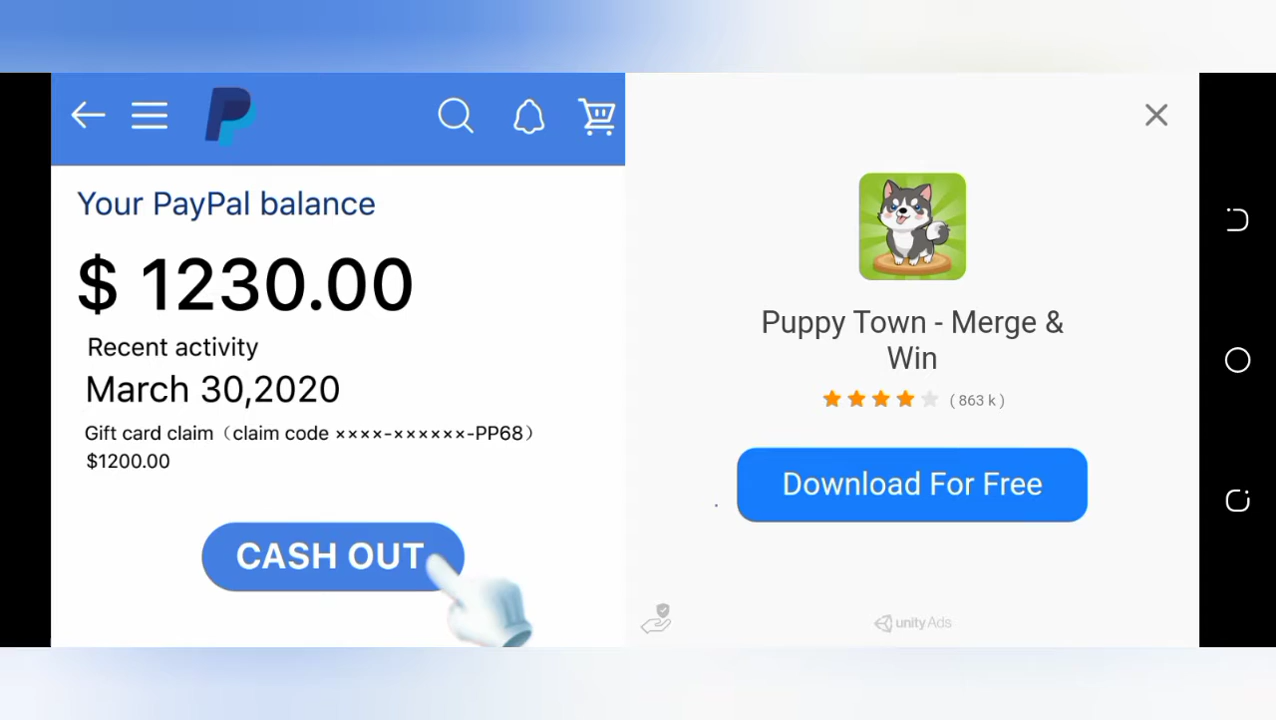 Your PayPal balance
$ 1230.00
Recent activity
March 30,2020
Gift card claim（claim code ××××-××××××-PP68）
$1200.00
CASH OUT
Puppy Town - Merge &
Win
( 863 k )
Download For Free
unity Ads